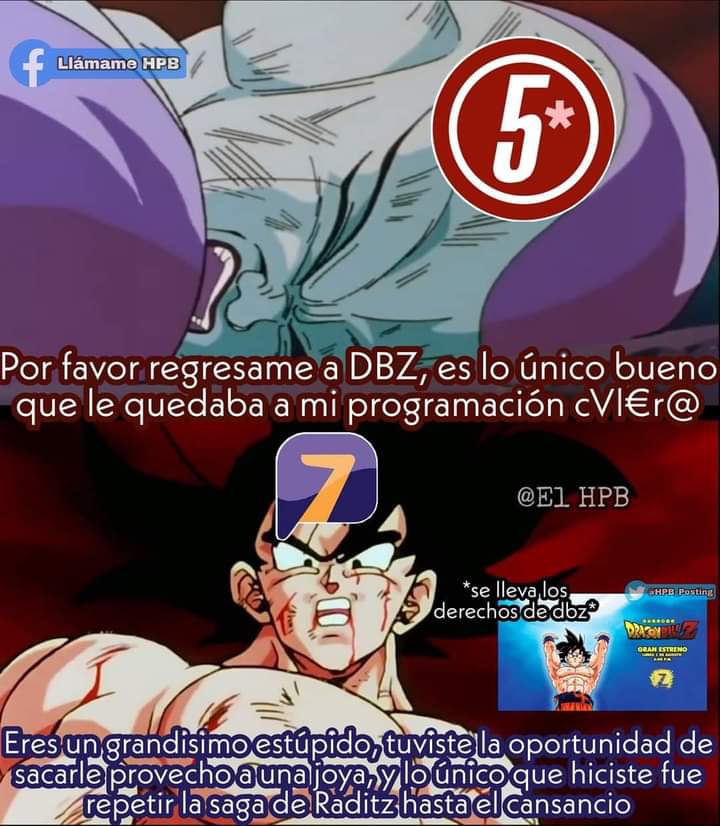 Llámame HPB
5*
Por favor regresame a DBZ, es lo único bueno
que le quedaba a mi programación cVl€r@
7
@El HPB
*se lleva los
derechos de dbz*
@HPB_Posting
DRAGON BALL Z
GRAN ESTRENO
7
Eres un grandisimo estúpido, tuviste la oportunidad de
sacarle provecho a una joya, y lo único que hiciste fue
repetir la saga de Raditz hasta el cansancio